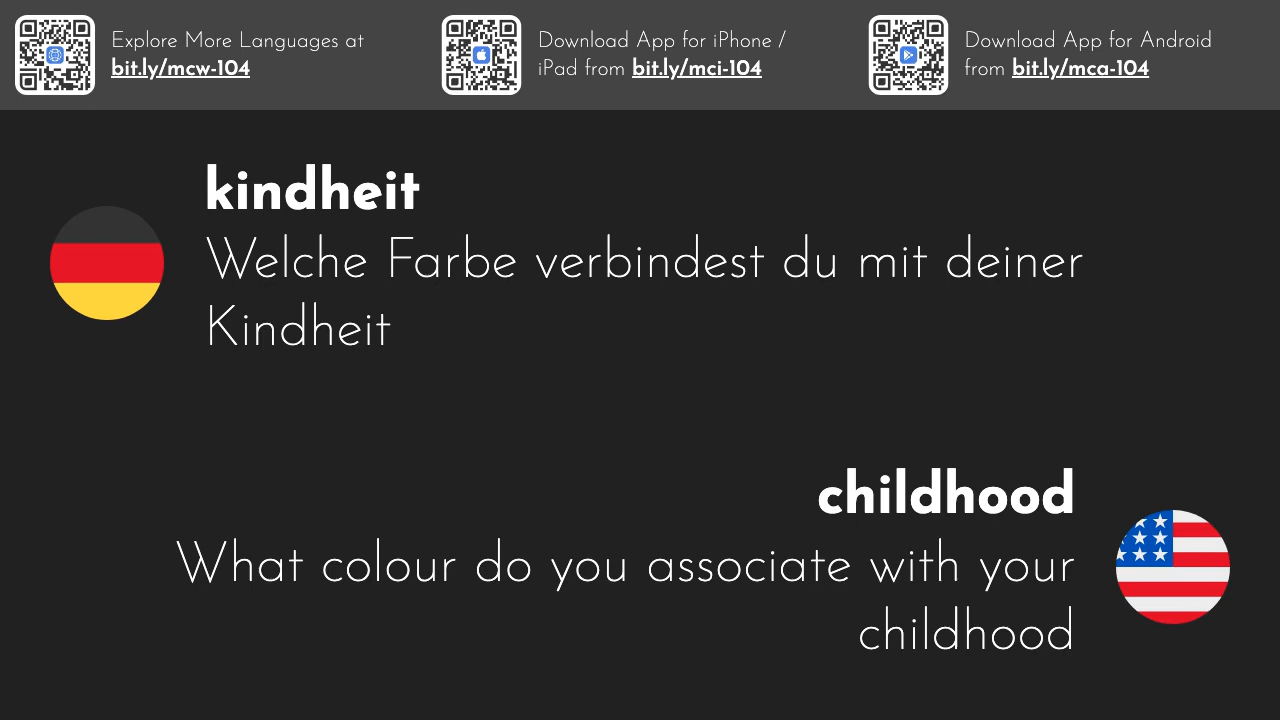 Explore More Languages at
bit.ly/mcw-104
Download App for iPhone /
iPad from bit.ly/mci-104
Download App for Android
from bit.ly/mca-104
kindheit
Welche Farbe verbindest du mit deiner
Kindheit
childhood
What colour do you associate with your
childhood